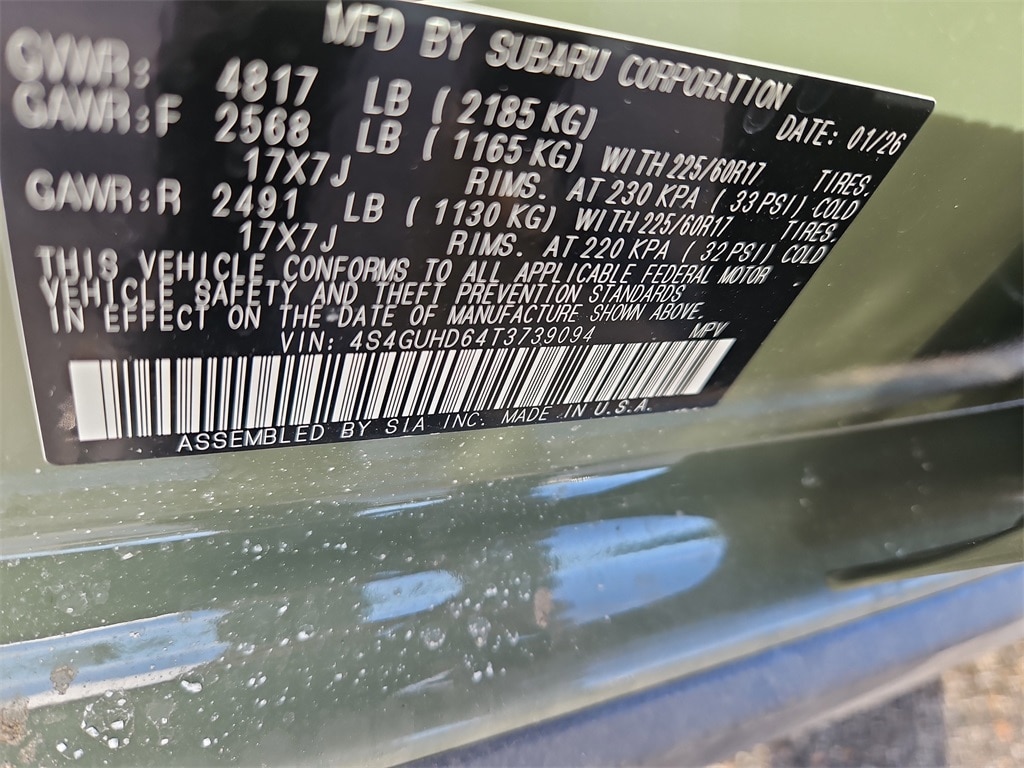 MFD BY SUBARU CORPORATION
GVWR: 4817 LB ( 2185 KG) DATE: 01/26
GAWR:F 2568 LB ( 1165 KG) WITH 225/60R17 TIRES.
17X7J RIMS. AT 230 KPA ( 33 PSI) COLD
GAWR:R 2491 LB ( 1130 KG) WITH 225/60R17 TIRES.
17X7J RIMS. AT 220 KPA ( 32 PSI) COLD
THIS VEHICLE CONFORMS TO ALL APPLICABLE FEDERAL MOTOR
VEHICLE SAFETY AND THEFT PREVENTION STANDARDS
IN EFFECT ON THE DATE OF MANUFACTURE SHOWN ABOVE.
VIN: 4S4GUHD64T3739094 MPV
ASSEMBLED BY SIA INC. MADE IN U.S.A.